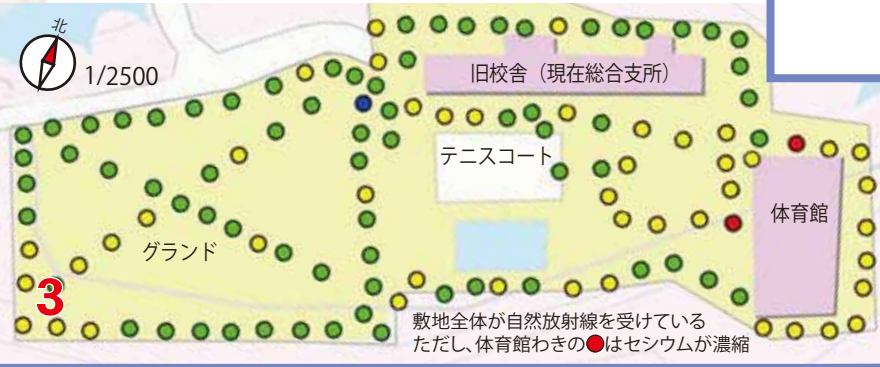 北
1/2500
旧校舎（現在総合支所）
テニスコート
体育館
グランド
3
敷地全体が自然放射線を受けている
ただし、体育館わきの●はセシウムが濃縮